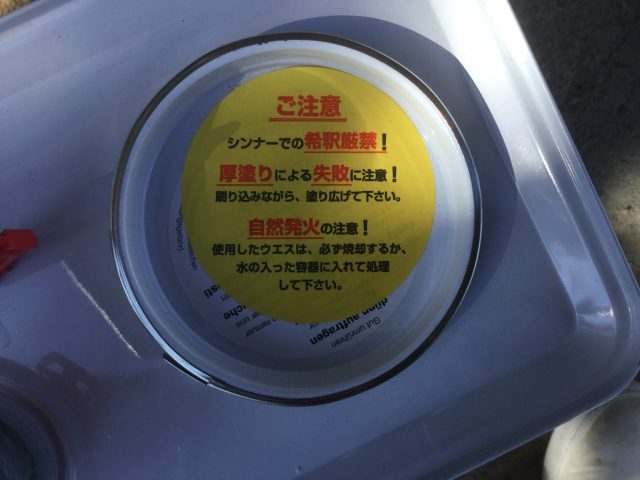 ご注意
シンナーでの希釈厳禁！
厚塗りによる失敗に注意！
刷り込みながら、塗り広げて下さい。
自然発火の注意！
使用したウエスは、必ず焼却するか、
水の入った容器に入れて処理
して下さい。
Gut umrühren
dünn auftragen
remuer